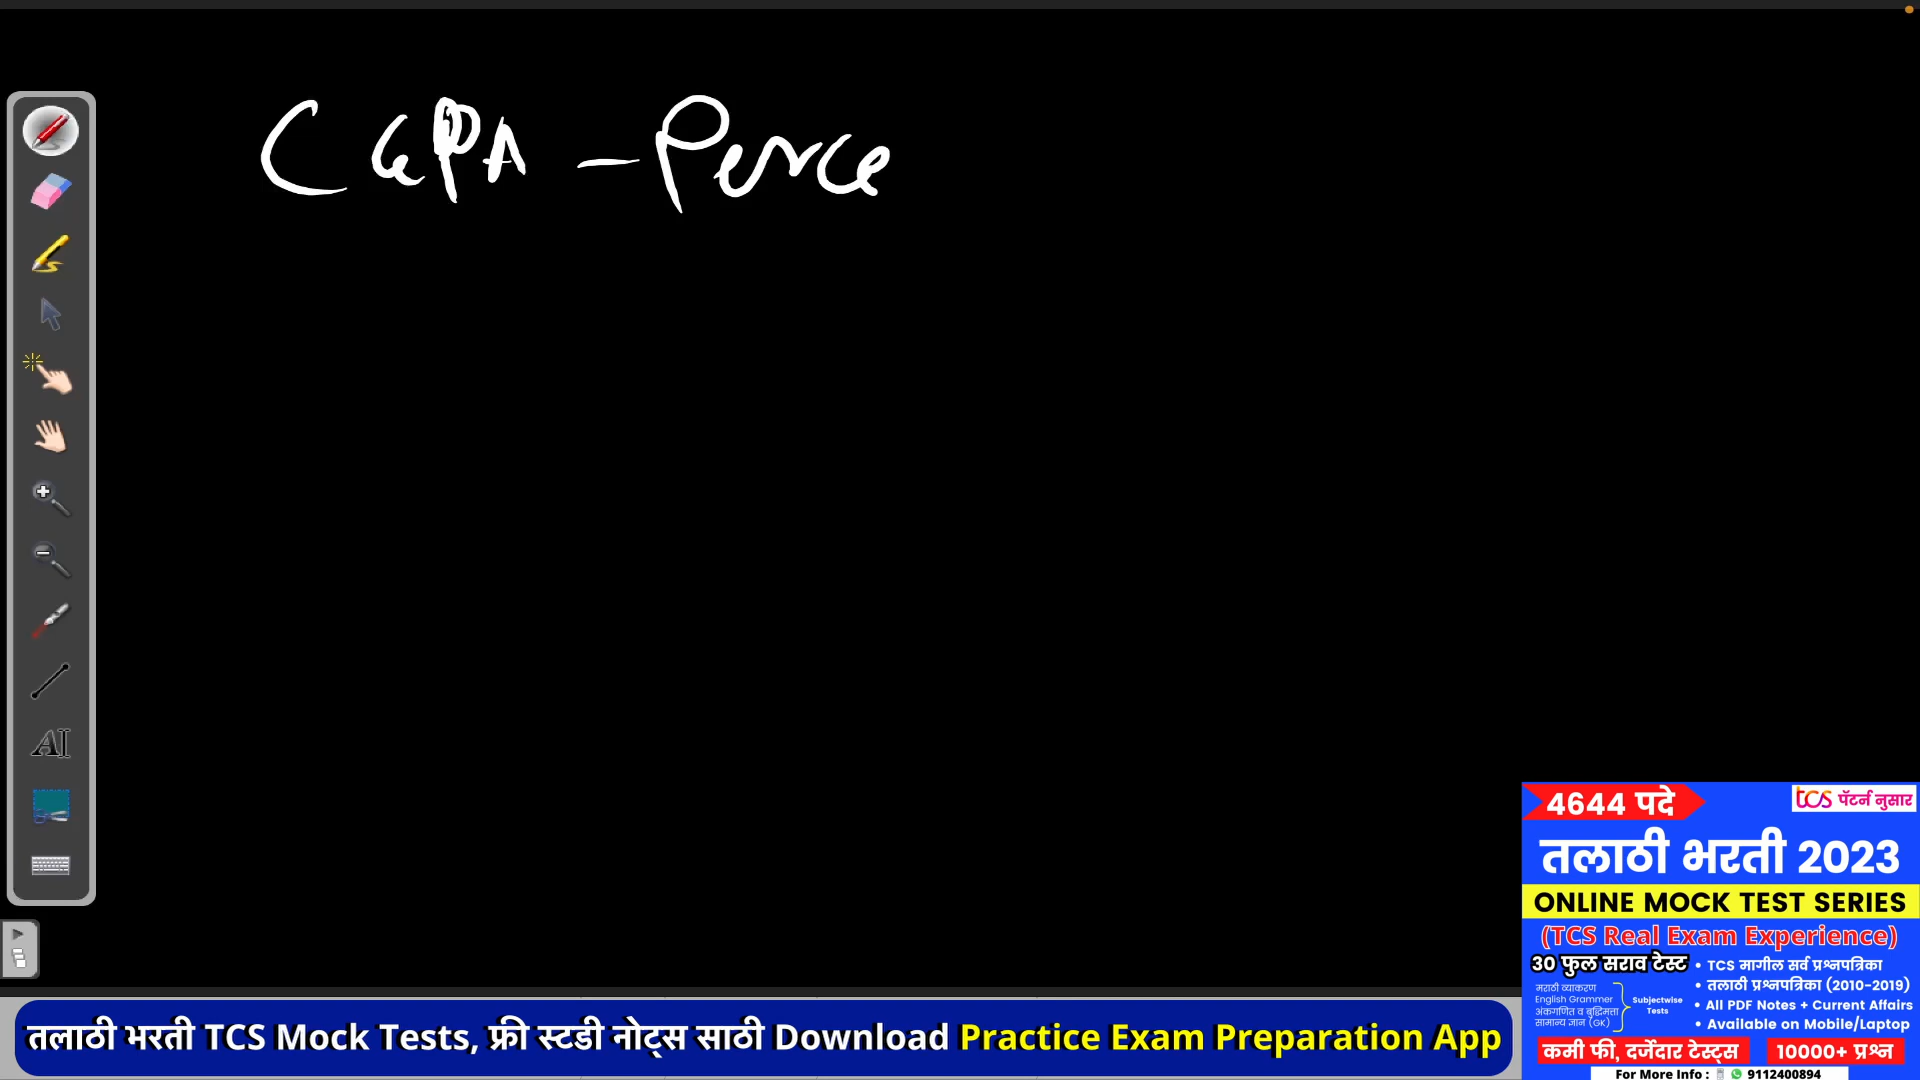 CGPA - Perce
4644 पदे
tcs पॅटर्न नुसार
तलाठी भरती 2023
ONLINE MOCK TEST SERIES
(TCS Real Exam Experience)
30 फुल सराव टेस्ट
मराठी व्याकरण
English Grammer
अंकगणित व बुद्धिमत्ता
सामान्य ज्ञान (GK)
Subjectwise
Tests
• TCS मागील सर्व प्रश्नपत्रिका
• तलाठी प्रश्नपत्रिका (2010-2019)
• All PDF Notes + Current Affairs
• Available on Mobile/Laptop
कमी फी, दर्जेदार टेस्ट्स
10000+ प्रश्न
For More Info : 9112400894
तलाठी भरती TCS Mock Tests, फ्री स्टडी नोट्स साठी Download Practice Exam Preparation App